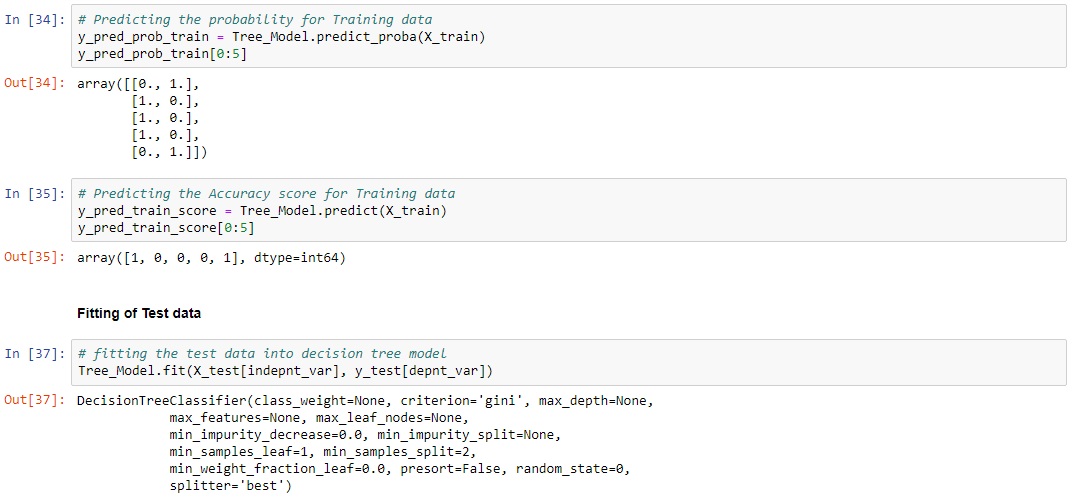 In [34]: # Predicting the probability for Training data
y_pred_prob_train = Tree_Model.predict_proba(X_train)
y_pred_prob_train[0:5]
Out[34]: array([[0., 1.],
[1., 0.],
[1., 0.],
[1., 0.],
[0., 1.]])
In [35]: # Predicting the Accuracy score for Training data
y_pred_train_score = Tree_Model.predict(X_train)
y_pred_train_score[0:5]
Out[35]: array([1, 0, 0, 0, 1], dtype=int64)
Fitting of Test data
In [37]: # fitting the test data into decision tree model
Tree_Model.fit(X_test[indepnt_var], y_test[depnt_var])
Out[37]: DecisionTreeClassifier(class_weight=None, criterion='gini', max_depth=None,
max_features=None, max_leaf_nodes=None,
min_impurity_decrease=0.0, min_impurity_split=None,
min_samples_leaf=1, min_samples_split=2,
min_weight_fraction_leaf=0.0, presort=False, random_state=0,
splitter='best')